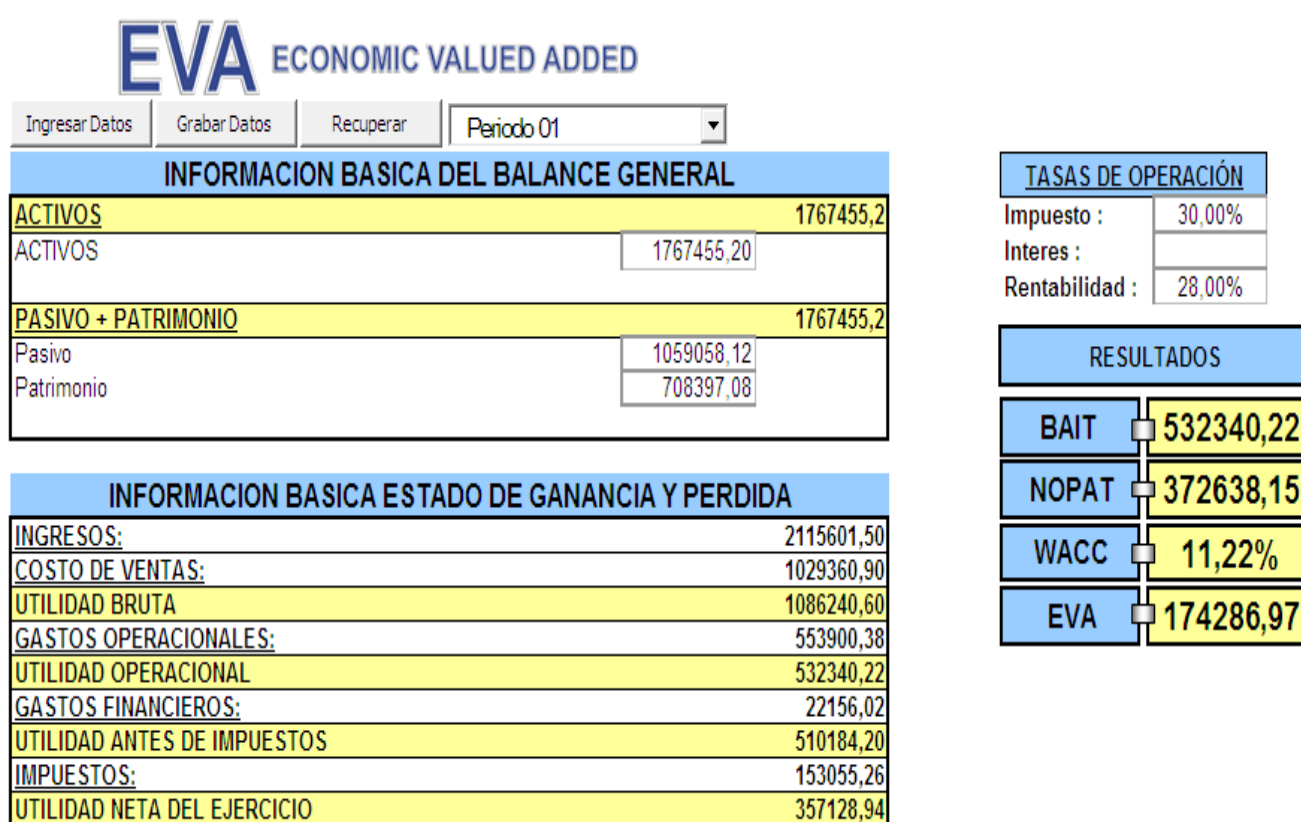 EVA ECONOMIC VALUED ADDED
Ingresar Datos Grabar Datos Recuperar Periodo 01
INFORMACION BASICA DEL BALANCE GENERAL
ACTIVOS 1767455,2
ACTIVOS 1767455,20
PASIVO + PATRIMONIO 1767455,2
Pasivo 1059058,12
Patrimonio 708397,08
INFORMACION BASICA ESTADO DE GANANCIA Y PERDIDA
INGRESOS: 2115601,50
COSTO DE VENTAS: 1029360,90
UTILIDAD BRUTA 1086240,60
GASTOS OPERACIONALES: 553900,38
UTILIDAD OPERACIONAL 532340,22
GASTOS FINANCIEROS: 22156,02
UTILIDAD ANTES DE IMPUESTOS 510184,20
IMPUESTOS: 153055,26
UTILIDAD NETA DEL EJERCICIO 357128,94
TASAS DE OPERACIÓN
Impuesto : 30,00%
Interes :
Rentabilidad : 28,00%
RESULTADOS
BAIT 532340,22
NOPAT 372638,15
WACC 11,22%
EVA 174286,97